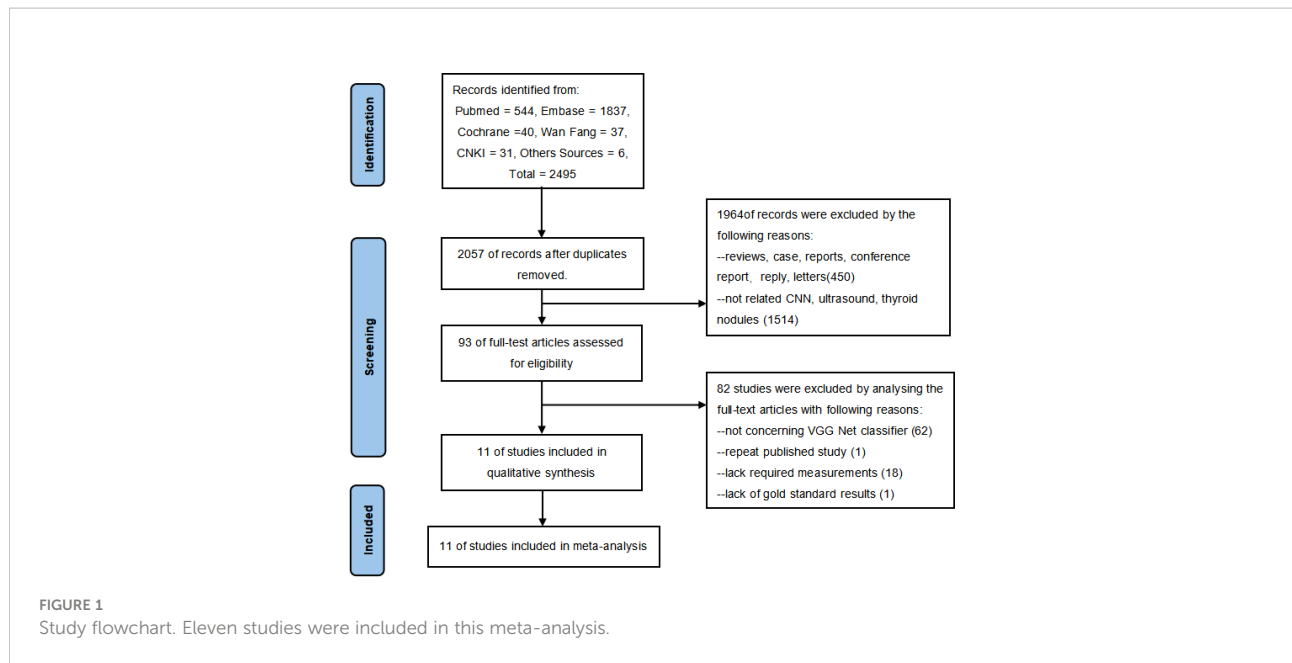 Identification
Records identified from:
Pubmed = 544, Embase = 1837,
Cochrane =40, Wan Fang = 37,
CNKI = 31, Others Sources = 6,
Total = 2495
1964of records were excluded by the
following reasons:
--reviews, case, reports, conference
report, reply, letters(450)
--not related CNN, ultrasound, thyroid
nodules (1514)
Screening
2057 of records after duplicates
removed.
93 of full-test articles assessed
for eligibility
82 studies were excluded by analysing the
full-text articles with following reasons:
--not concerning VGG Net classifier (62)
--repeat published study (1)
--lack required measurements (18)
--lack of gold standard results (1)
11 of studies included in
qualitative synthesis
Included
11 of studies included in meta-analysis
FIGURE 1
Study flowchart. Eleven studies were included in this meta-analysis.